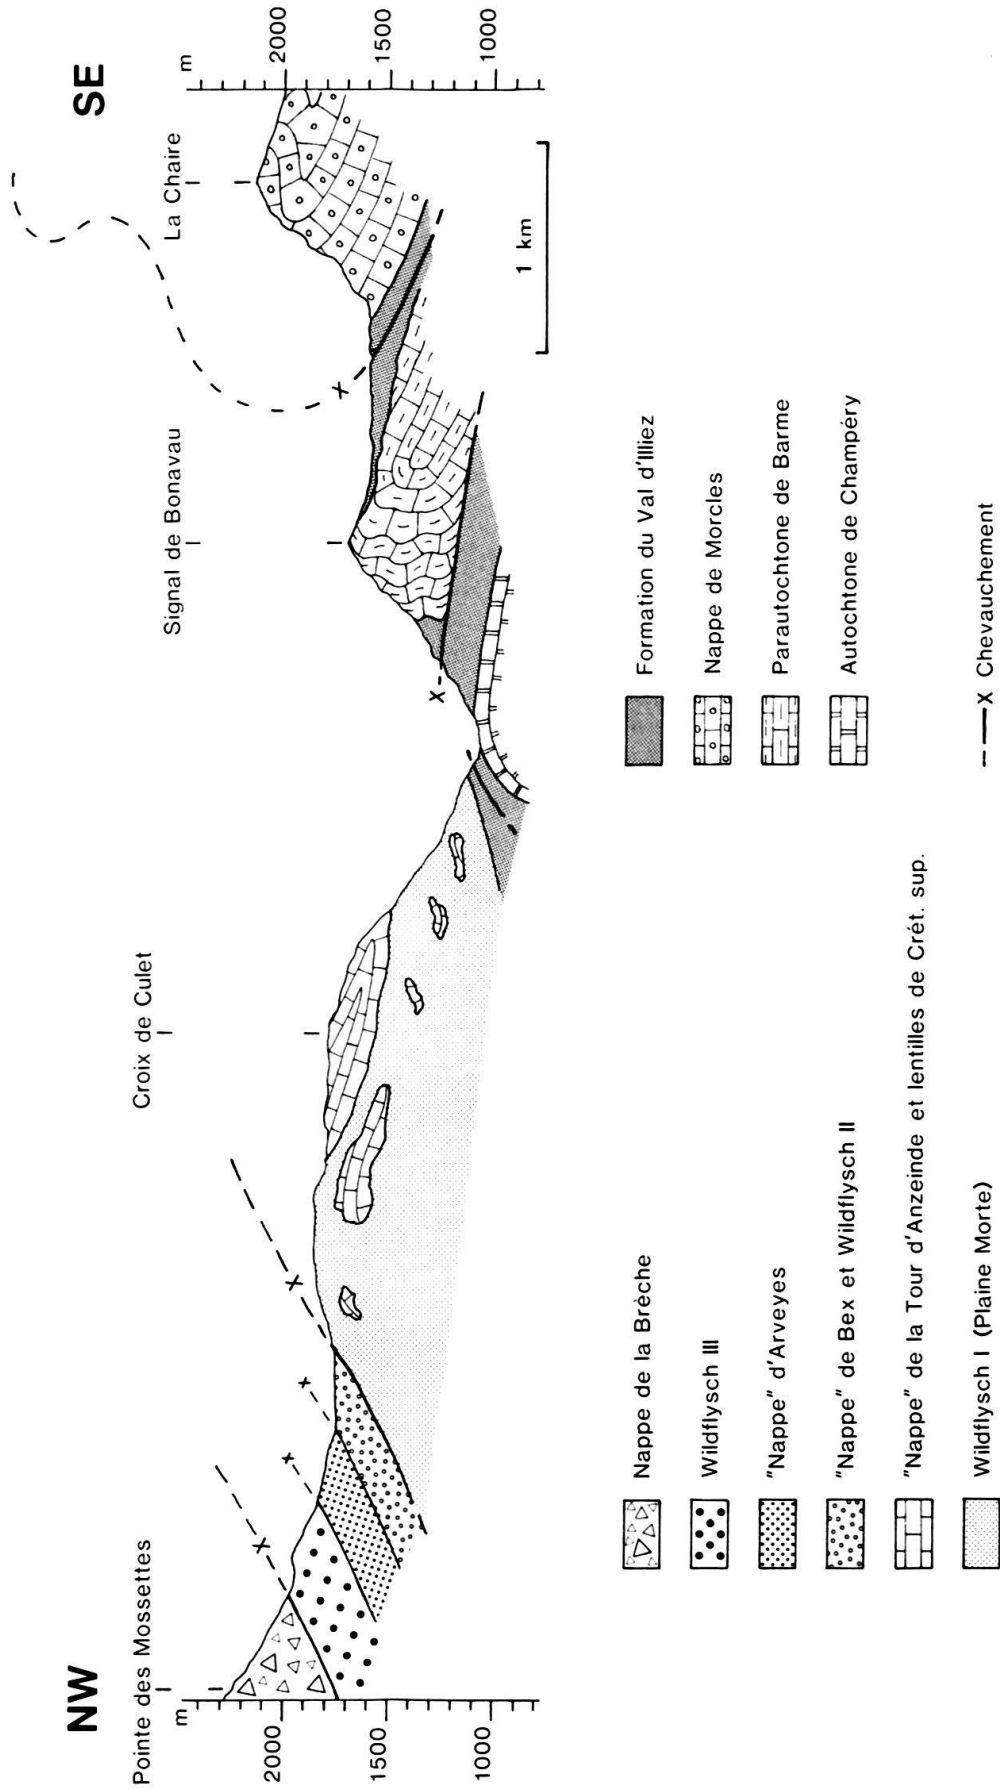 NW
SE
Pointe des Mossettes
Croix de Culet
Signal de Bonavau
La Chaire
m
2000
1500
1000
m
2000
1500
1000
X
x
x
X
X
X
1 km
Nappe de la Brèche
Wildflysch III
"Nappe" d'Arveyes
"Nappe" de Bex et Wildflysch II
"Nappe" de la Tour d'Anzeinde et lentilles de Crét. sup.
Wildflysch I (Plaine Morte)
Formation du Val d'Illiez
Nappe de Morcles
Parautochtone de Barme
Autochtone de Champéry
X Chevauchement